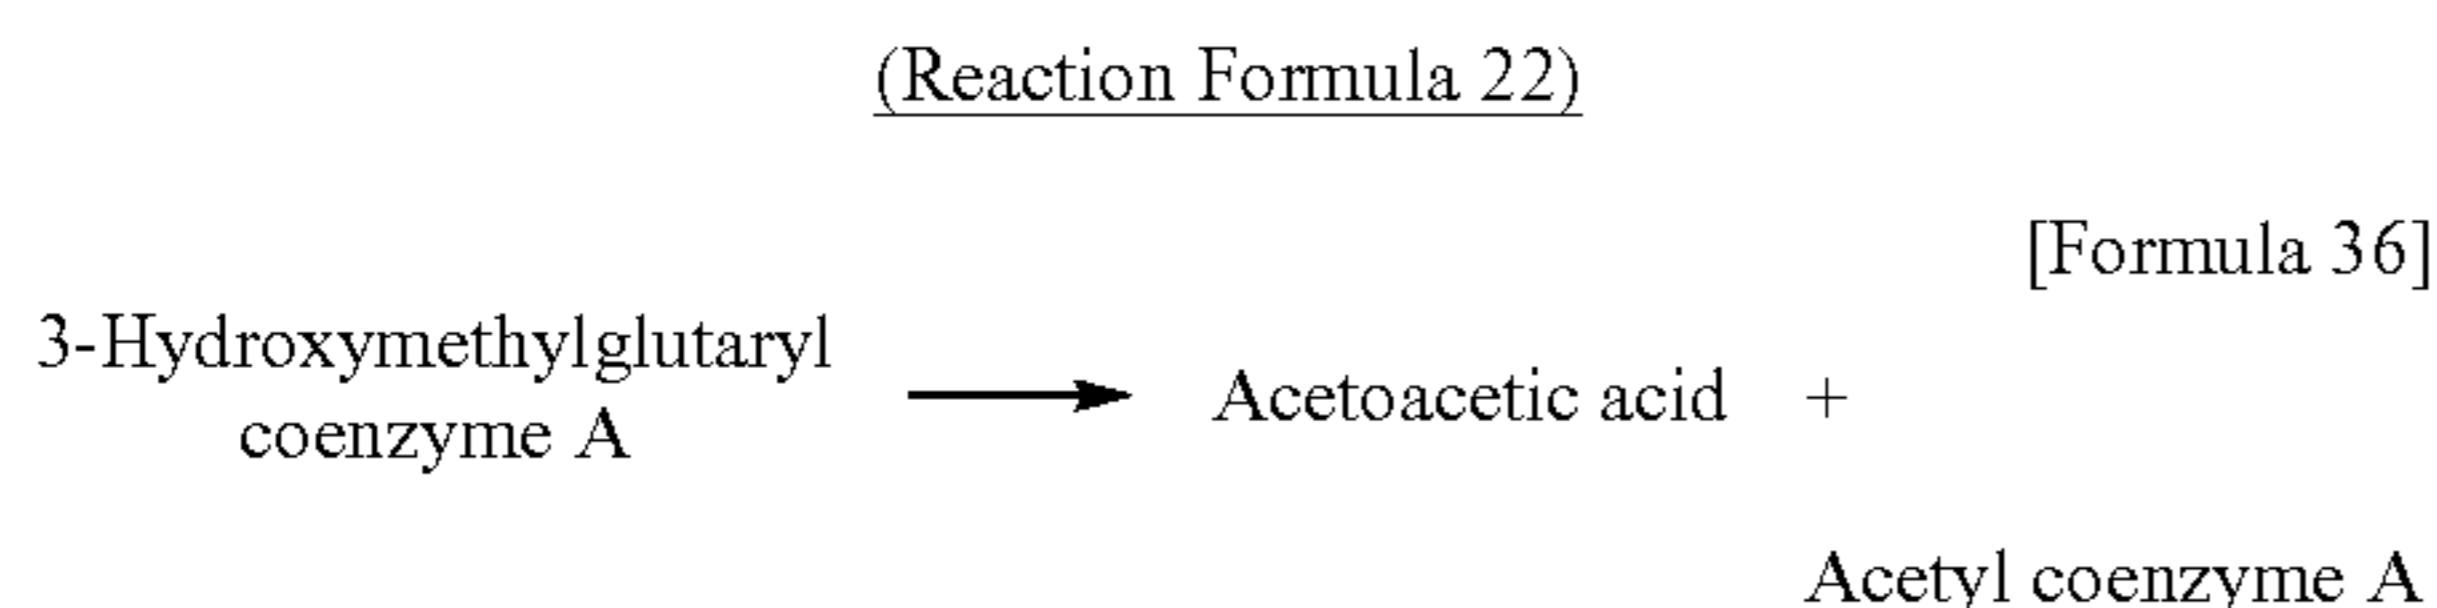 (Reaction Formula 22)
[Formula 36]
3-Hydroxymethylglutaryl
coenzyme A
Acetoacetic acid +
Acetyl coenzyme A